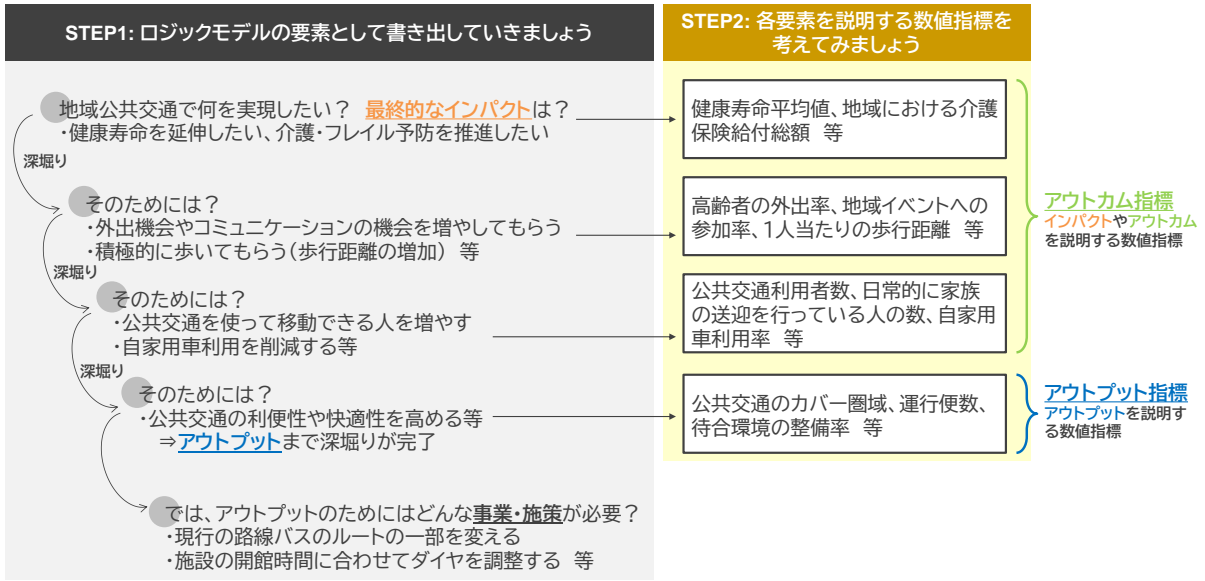 STEP1: ロジックモデルの要素として書き出していきましょう
STEP2: 各要素を説明する数値指標を
考えてみましょう
地域公共交通で何を実現したい？ 最終的なインパクトは？
・健康寿命を延伸したい、介護・フレイル予防を推進したい
健康寿命平均値、地域における介護
保険給付総額 等
深堀り
そのためには？
・外出機会やコミュニケーションの機会を増やしてもらう
・積極的に歩いてもらう（歩行距離の増加） 等
高齢者の外出率、地域イベントへの
参加率、1人当たりの歩行距離 等
アウトカム指標
インパクトやアウトカム
を説明する数値指標
深堀り
そのためには？
・公共交通を使って移動できる人を増やす
・自家用車利用を削減する等
公共交通利用者数、日常的に家族
の送迎を行っている人の数、自家用
車利用率 等
深堀り
そのためには？
・公共交通の利便性や快適性を高める等
⇒アウトプットまで深堀りが完了
公共交通のカバー圏域、運行便数、
待合環境の整備率 等
アウトプット指標
アウトプットを説明す
る数値指標
では、アウトプットのためにはどんな事業・施策が必要？
・現行の路線バスのルートの一部を変える
・施設の開館時間に合わせてダイヤを調整する 等